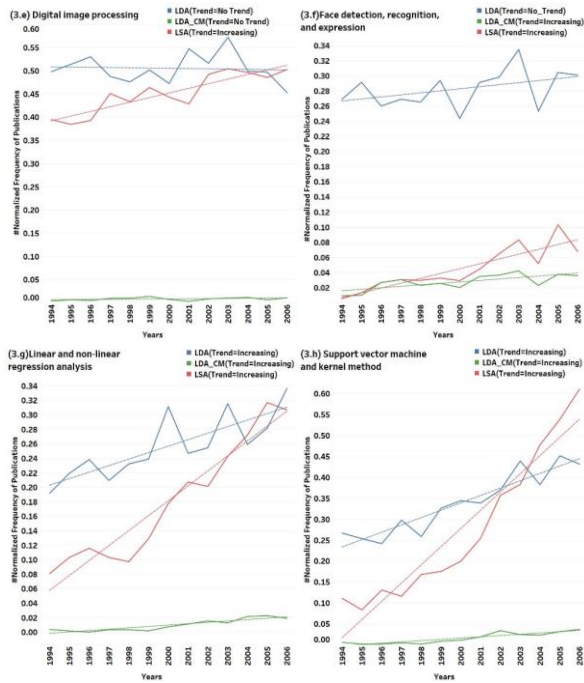 (3.e) Digital image processing
LDA(Trend=No Trend)
LDA_CM(Trend=No Trend)
LSA(Trend=Increasing)
#Normalized Frequency of Publications
0.60
0.55
0.50
0.45
0.40
0.35
0.30
0.25
0.20
0.15
0.10
0.05
0.00
1994 1995 1996 1997 1998 1999 2000 2001 2002 2003 2004 2005 2006
Years
(3.f)Face detection, recognition,
and expression
LDA(Trend=No_Trend)
LDA_CM(Trend=Increasing)
LSA(Trend=Increasing)
#Normalized Frequency of Publications
0.34
0.30
0.28
0.26
0.24
0.22
0.20
0.18
0.16
0.14
0.12
0.10
0.08
0.06
0.04
0.02
1994 1995 1996 1997 1998 1999 2000 2001 2002 2003 2004 2005 2006
Years
(3.g)Linear and non-linear
regression analysis
LDA(Trend=Increasing)
LDA_CM(Trend=Increasing)
LSA(Trend=Increasing)
#Normalized Frequency of Publications
0.34
0.30
0.28
0.26
0.24
0.22
0.20
0.18
0.16
0.14
0.12
0.10
0.08
0.06
0.04
0.02
0.00
1994 1995 1996 1997 1998 1999 2000 2001 2002 2003 2004 2005 2006
Years
(3.h) Support vector machine
and kernel method
LDA(Trend=Increasing)
LDA_CM(Trend=Increasing)
LSA(Trend=Increasing)
#Normalized Frequency of Publications
0.60
0.55
0.50
0.45
0.40
0.35
0.30
0.25
0.20
0.15
0.10
0.05
0.00
1994 1995 1996 1997 1998 1999 2000 2001 2002 2003 2004 2005 2006
Years